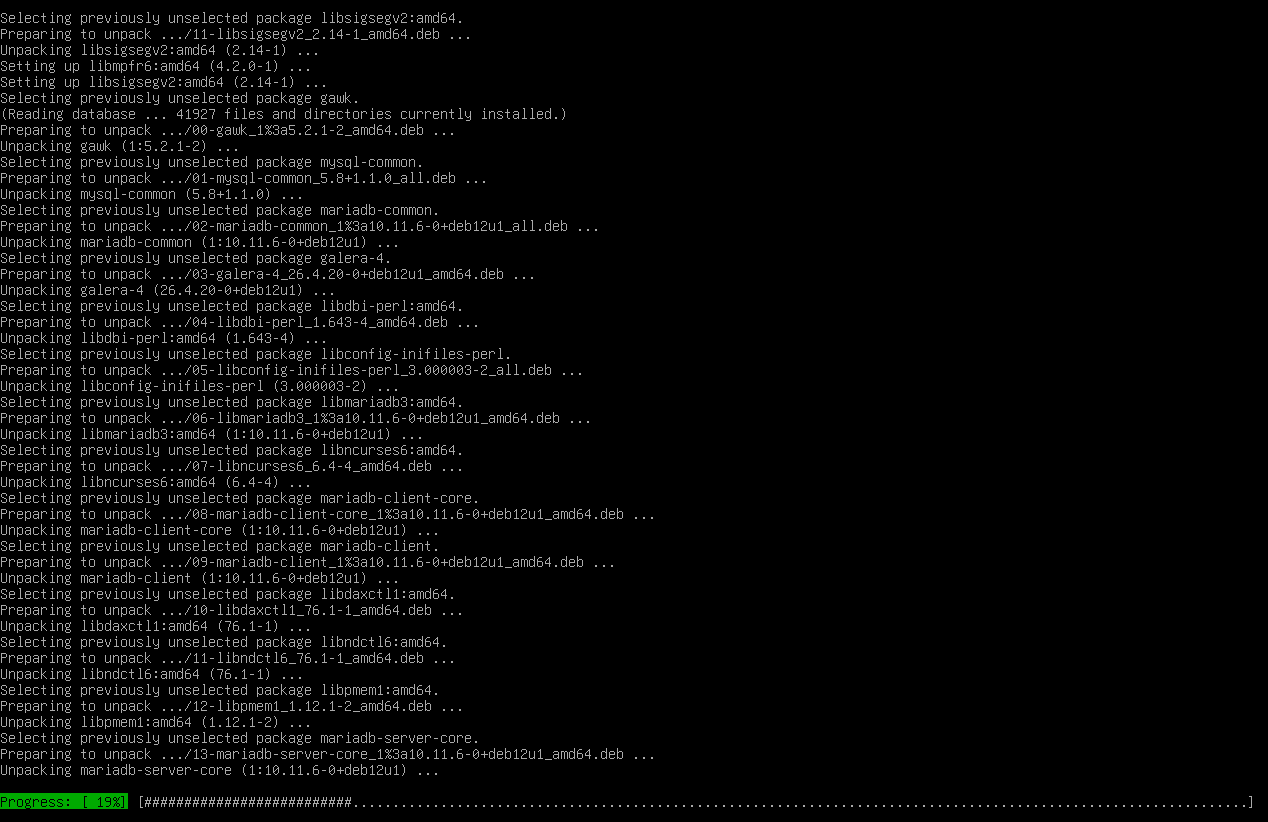 Selecting previously unselected package libsigsegv2:amd64.
Preparing to unpack .../11-libsigsegv2_2.14-1_amd64.deb ...
Unpacking libsigsegv2:amd64 (2.14-1) ...
Setting up libmpfr6:amd64 (4.2.0-1) ...
Setting up libsigsegv2:amd64 (2.14-1) ...
Selecting previously unselected package gawk.
(Reading database ... 41927 files and directories currently installed.)
Preparing to unpack .../00-gawk_1%3a5.2.1-2_amd64.deb ...
Unpacking gawk (1:5.2.1-2) ...
Selecting previously unselected package mysql-common.
Preparing to unpack .../01-mysql-common_5.8+1.1.0_all.deb ...
Unpacking mysql-common (5.8+1.1.0) ...
Selecting previously unselected package mariadb-common.
Preparing to unpack .../02-mariadb-common_1%3a10.11.6-0+deb12u1_all.deb ...
Unpacking mariadb-common (1:10.11.6-0+deb12u1) ...
Selecting previously unselected package galera-4.
Preparing to unpack .../03-galera-4_26.4.20-0+deb12u1_amd64.deb ...
Unpacking galera-4 (26.4.20-0+deb12u1) ...
Selecting previously unselected package libdbi-perl:amd64.
Preparing to unpack .../04-libdbi-perl_1.643-4_amd64.deb ...
Unpacking libdbi-perl:amd64 (1.643-4) ...
Selecting previously unselected package libconfig-inifiles-perl.
Preparing to unpack .../05-libconfig-inifiles-perl_3.000003-2_all.deb ...
Unpacking libconfig-inifiles-perl (3.000003-2) ...
Selecting previously unselected package libmariadb3:amd64.
Preparing to unpack .../06-libmariadb3_1%3a10.11.6-0+deb12u1_amd64.deb ...
Unpacking libmariadb3:amd64 (1:10.11.6-0+deb12u1) ...
Selecting previously unselected package libncurses6:amd64.
Preparing to unpack .../07-libncurses6_6.4-4_amd64.deb ...
Unpacking libncurses6:amd64 (6.4-4) ...
Selecting previously unselected package mariadb-client-core.
Preparing to unpack .../08-mariadb-client-core_1%3a10.11.6-0+deb12u1_amd64.deb ...
Unpacking mariadb-client-core (1:10.11.6-0+deb12u1) ...
Selecting previously unselected package mariadb-client.
Preparing to unpack .../09-mariadb-client_1%3a10.11.6-0+deb12u1_amd64.deb ...
Unpacking mariadb-client (1:10.11.6-0+deb12u1) ...
Selecting previously unselected package libdaxctl1:amd64.
Preparing to unpack .../10-libdaxctl1_76.1-1_amd64.deb ...
Unpacking libdaxctl1:amd64 (76.1-1) ...
Selecting previously unselected package libndctl6:amd64.
Preparing to unpack .../11-libndctl6_76.1-1_amd64.deb ...
Unpacking libndctl6:amd64 (76.1-1) ...
Selecting previously unselected package libpmem1:amd64.
Preparing to unpack .../12-libpmem1_1.12.1-2_amd64.deb ...
Unpacking libpmem1:amd64 (1.12.1-2) ...
Selecting previously unselected package mariadb-server-core.
Preparing to unpack .../13-mariadb-server-core_1%3a10.11.6-0+deb12u1_amd64.deb ...
Unpacking mariadb-server-core (1:10.11.6-0+deb12u1) ...
Progress: [ 19%] [##########################................................................................................................]